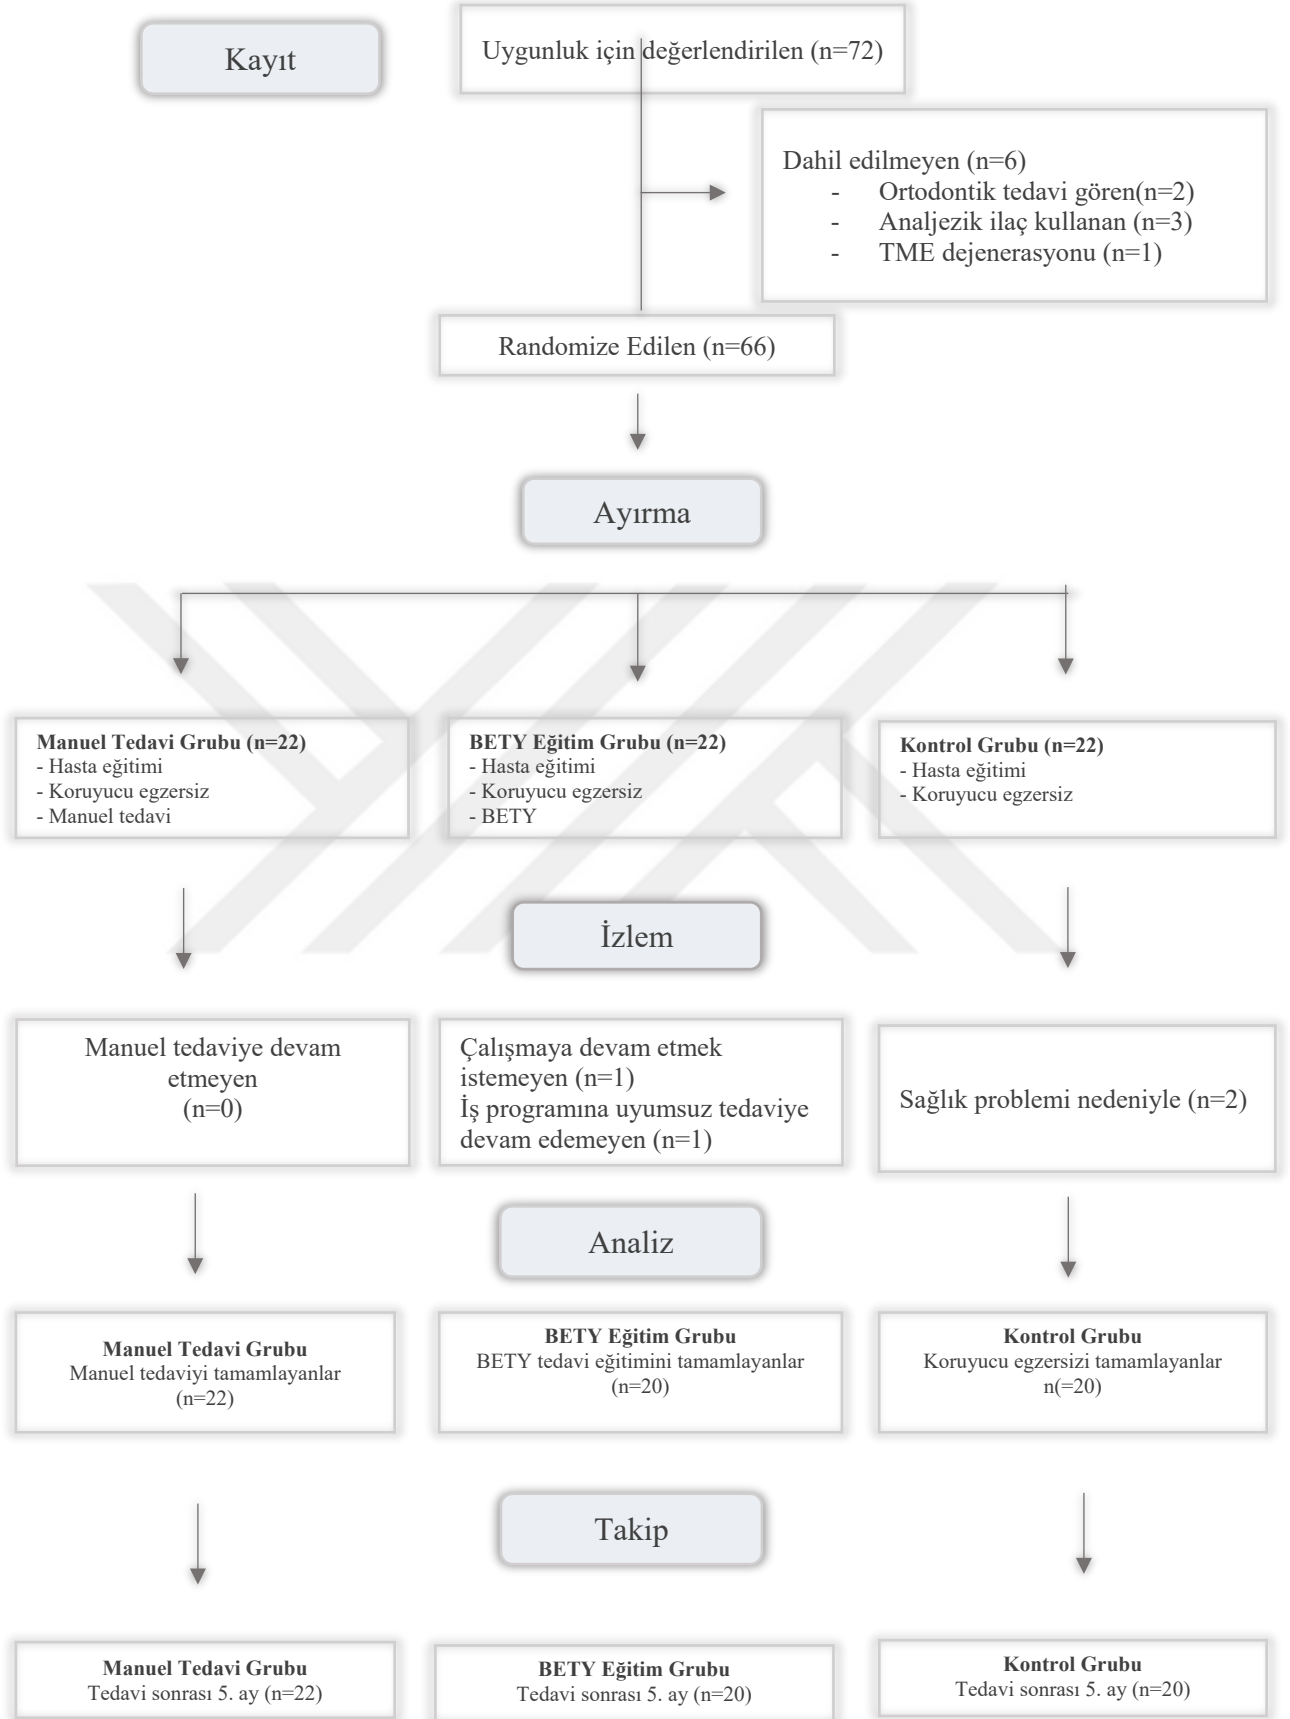 Kayıt
Uygunluk için değerlendirilen (n=72)
Dahil edilmeyen (n=6)
- Ortodontik tedavi gören(n=2)
- Analjezik ilaç kullanan (n=3)
- TME dejenerasyonu (n=1)
Randomize Edilen (n=66)
Ayırma
Manuel Tedavi Grubu (n=22)
- Hasta eğitimi
- Koruyucu egzersiz
- Manuel tedavi
BETY Eğitim Grubu (n=22)
- Hasta eğitimi
- Koruyucu egzersiz
- BETY
Kontrol Grubu (n=22)
- Hasta eğitimi
- Koruyucu egzersiz
İzlem
Manuel tedaviye devam
etmeyen
(n=0)
Çalışmaya devam etmek
istemeyen (n=1)
İş programına uyumsuz tedaviye
devam edemeyen (n=1)
Sağlık problemi nedeniyle (n=2)
Analiz
Manuel Tedavi Grubu
Manuel tedaviyi tamamlayanlar
(n=22)
BETY Eğitim Grubu
BETY tedavi eğitimini tamamlayanlar
(n=20)
Kontrol Grubu
Koruyucu egzersizi tamamlayanlar
n(=20)
Takip
Manuel Tedavi Grubu
Tedavi sonrası 5. ay (n=22)
BETY Eğitim Grubu
Tedavi sonrası 5. ay (n=20)
Kontrol Grubu
Tedavi sonrası 5. ay (n=20)